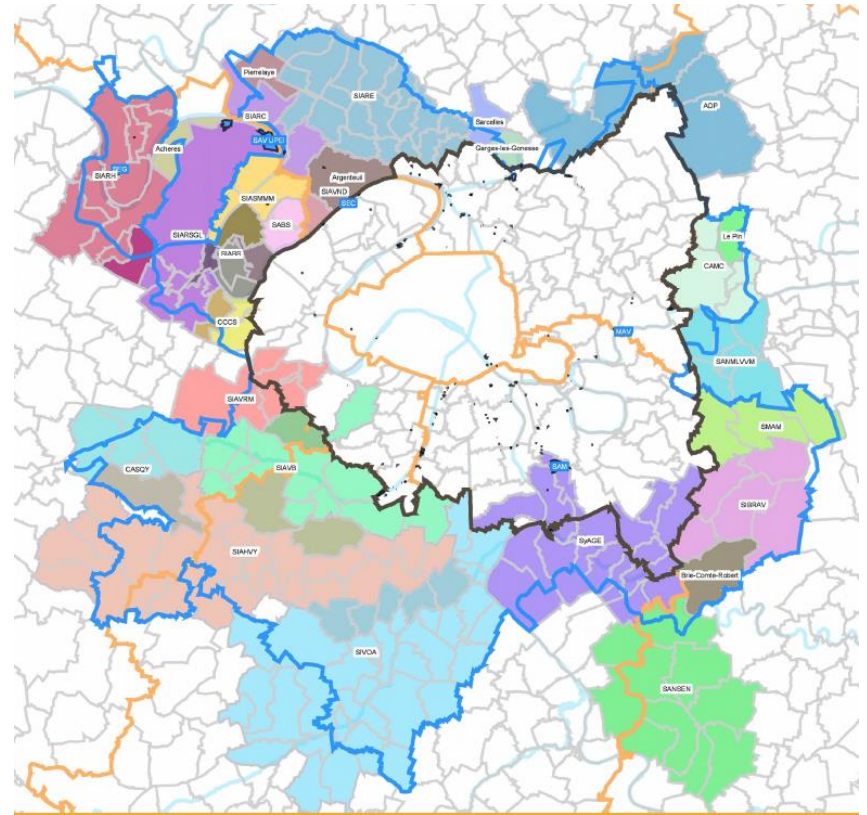 Pierrelaye
SIARE
ADP
SIARC
Sarcelles
SAV UPEI
Acheres
Garges-les-Gonesse
SIARH
Argenteuil
SIAVND
SIASMMM
SEC
SABS
SIARSGL
Le Pin
SIABS
CAMC
CCCS
MAV
SANMLVVM
SIAVRM
SMAM
CASQY
SIAVB
SAM
SIBRAV
SyAGE
SIAHVY
Brie-Comte-Robert
SIVOA
SANSEN